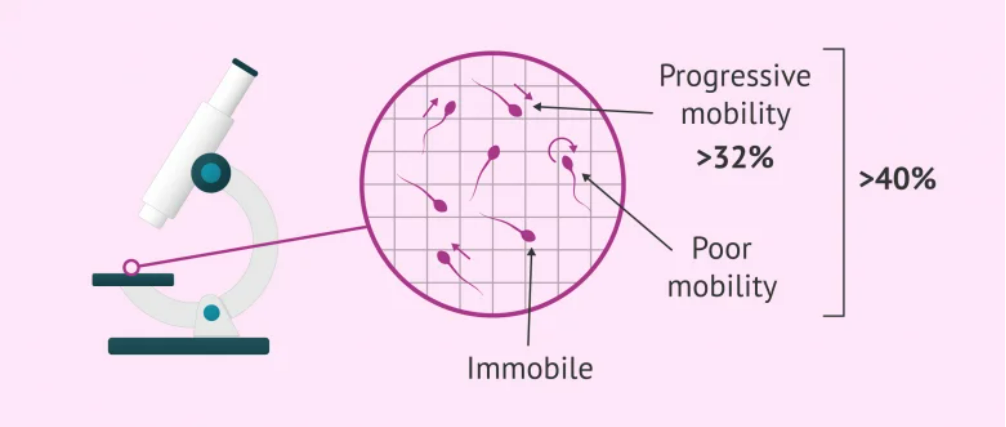 Progressive
mobility
>32%
>40%
Poor
mobility
Immobile